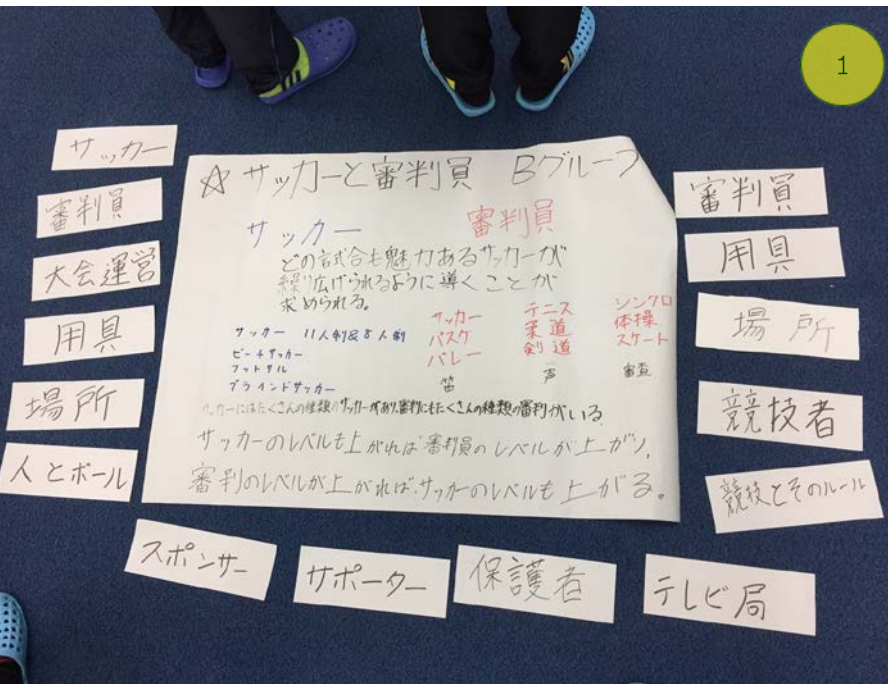 1
サッカー
審判員
大会運営
用具
場所
人とボール
☆ サッカーと審判員 Bグループ
サッカー 審判員
どの試合も魅力あるサッカーが
繰り広げられるように導くことが
求められる。
サッカー 11人制&8人制
ビーチサッカー
フットサル
ブラインドサッカー
サッカー
バスケ
バレー
笛
テニス
柔道
剣道
声
シンクロ
体操
スケート
審査
サッカーにはたくさんの種類のサッカーがあり、審判にもたくさんの種類の審判がいる
サッカーのレベルも上がれば審判員のレベルが上がり、
審判のレベルが上がれば、サッカーのレベルも上がる。
審判員
用具
場所
競技者
競技とそのルール
スポンサー
サポーター
保護者
テレビ局